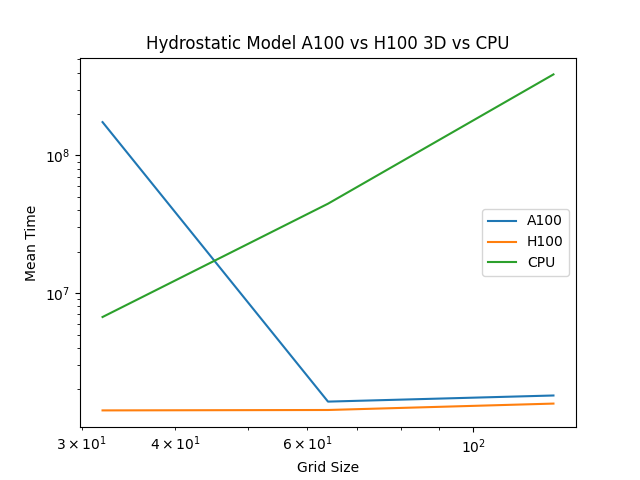 Hydrostatic Model A100 vs H100 3D vs CPU
Mean Time
10⁸
10⁷
A100
H100
CPU
3 × 10¹
4 × 10¹
6 × 10¹
10²
Grid Size